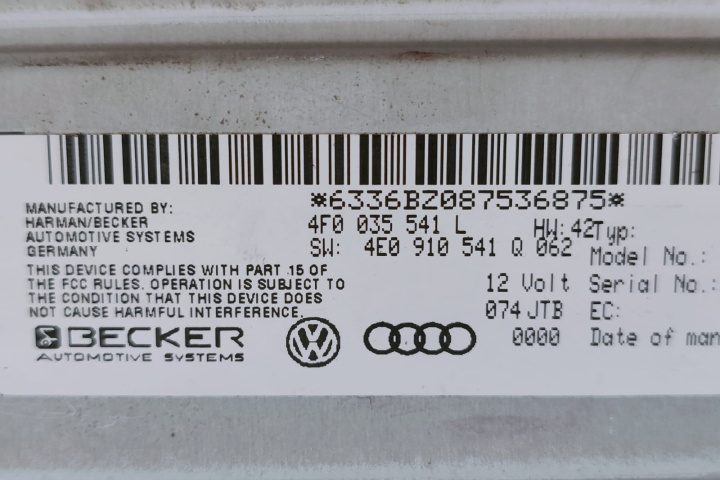 *6336BZ087536875*
MANUFACTURED BY:
HARMAN/BECKER
AUTOMOTIVE SYSTEMS
GERMANY
4F0 035 541 L HW: 42
SW: 4E0 910 541 Q 062
THIS DEVICE COMPLIES WITH PART 15 OF
THE FCC RULES. OPERATION IS SUBJECT TO
THE CONDITION THAT THIS DEVICE DOES
NOT CAUSE HARMFUL INTERFERENCE.
12 Volt
074 JTB
0000
Typ:
Model No.:
Serial No.:
EC:
Date of man
BECKER
AUTOMOTIVE SYSTEMS